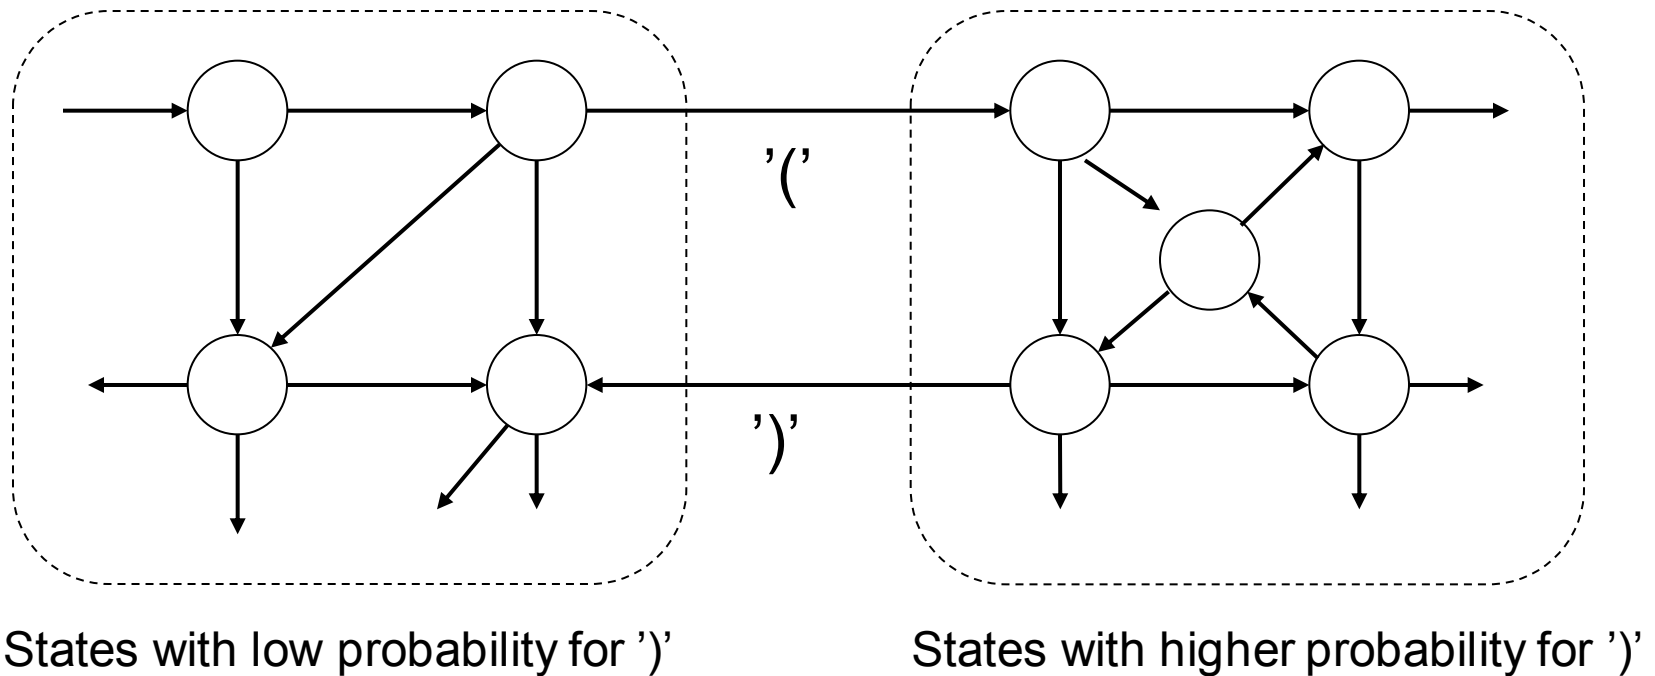 ’(’
’)’
States with low probability for ’)’
States with higher probability for ’)’